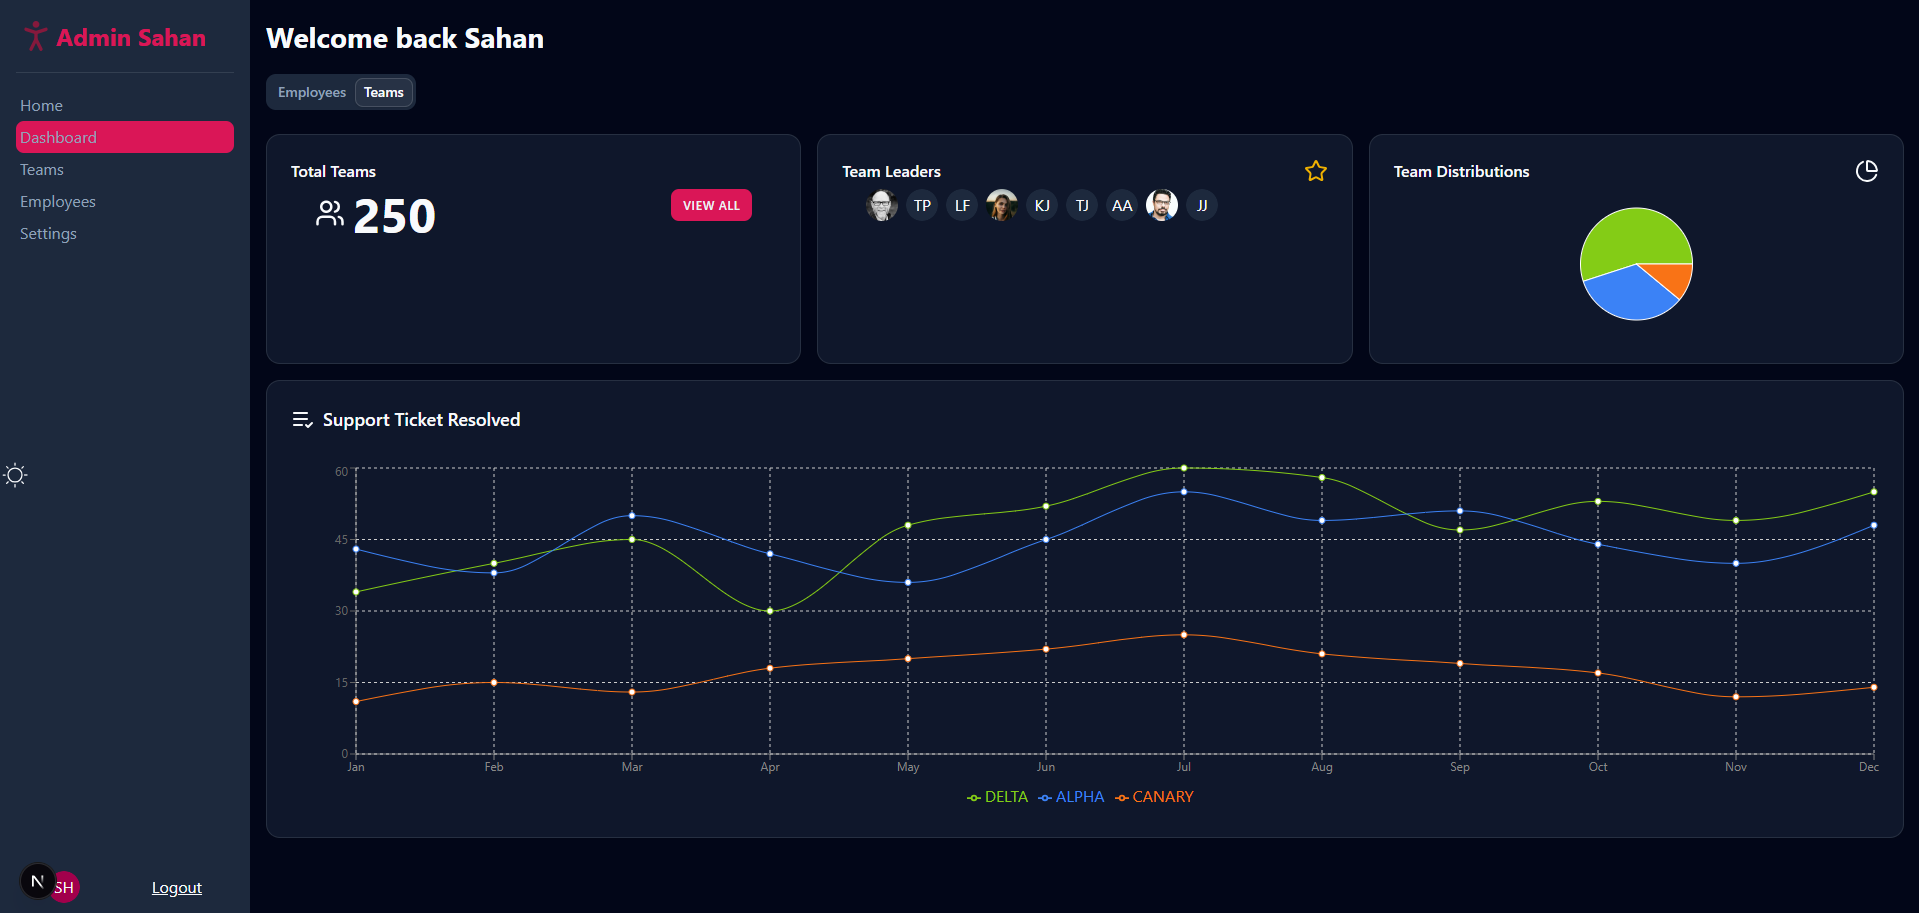 Admin Sahan
Home
Dashboard
Teams
Employees
Settings
N
SH
Logout
Welcome back Sahan
Employees Teams
Total Teams
250
VIEW ALL
Team Leaders
TP LF KJ TJ AA JJ
Team Distributions
Support Ticket Resolved
60
45
30
15
0
Jan Feb Mar Apr May Jun Jul Aug Sep Oct Nov Dec
DELTA ALPHA CANARY